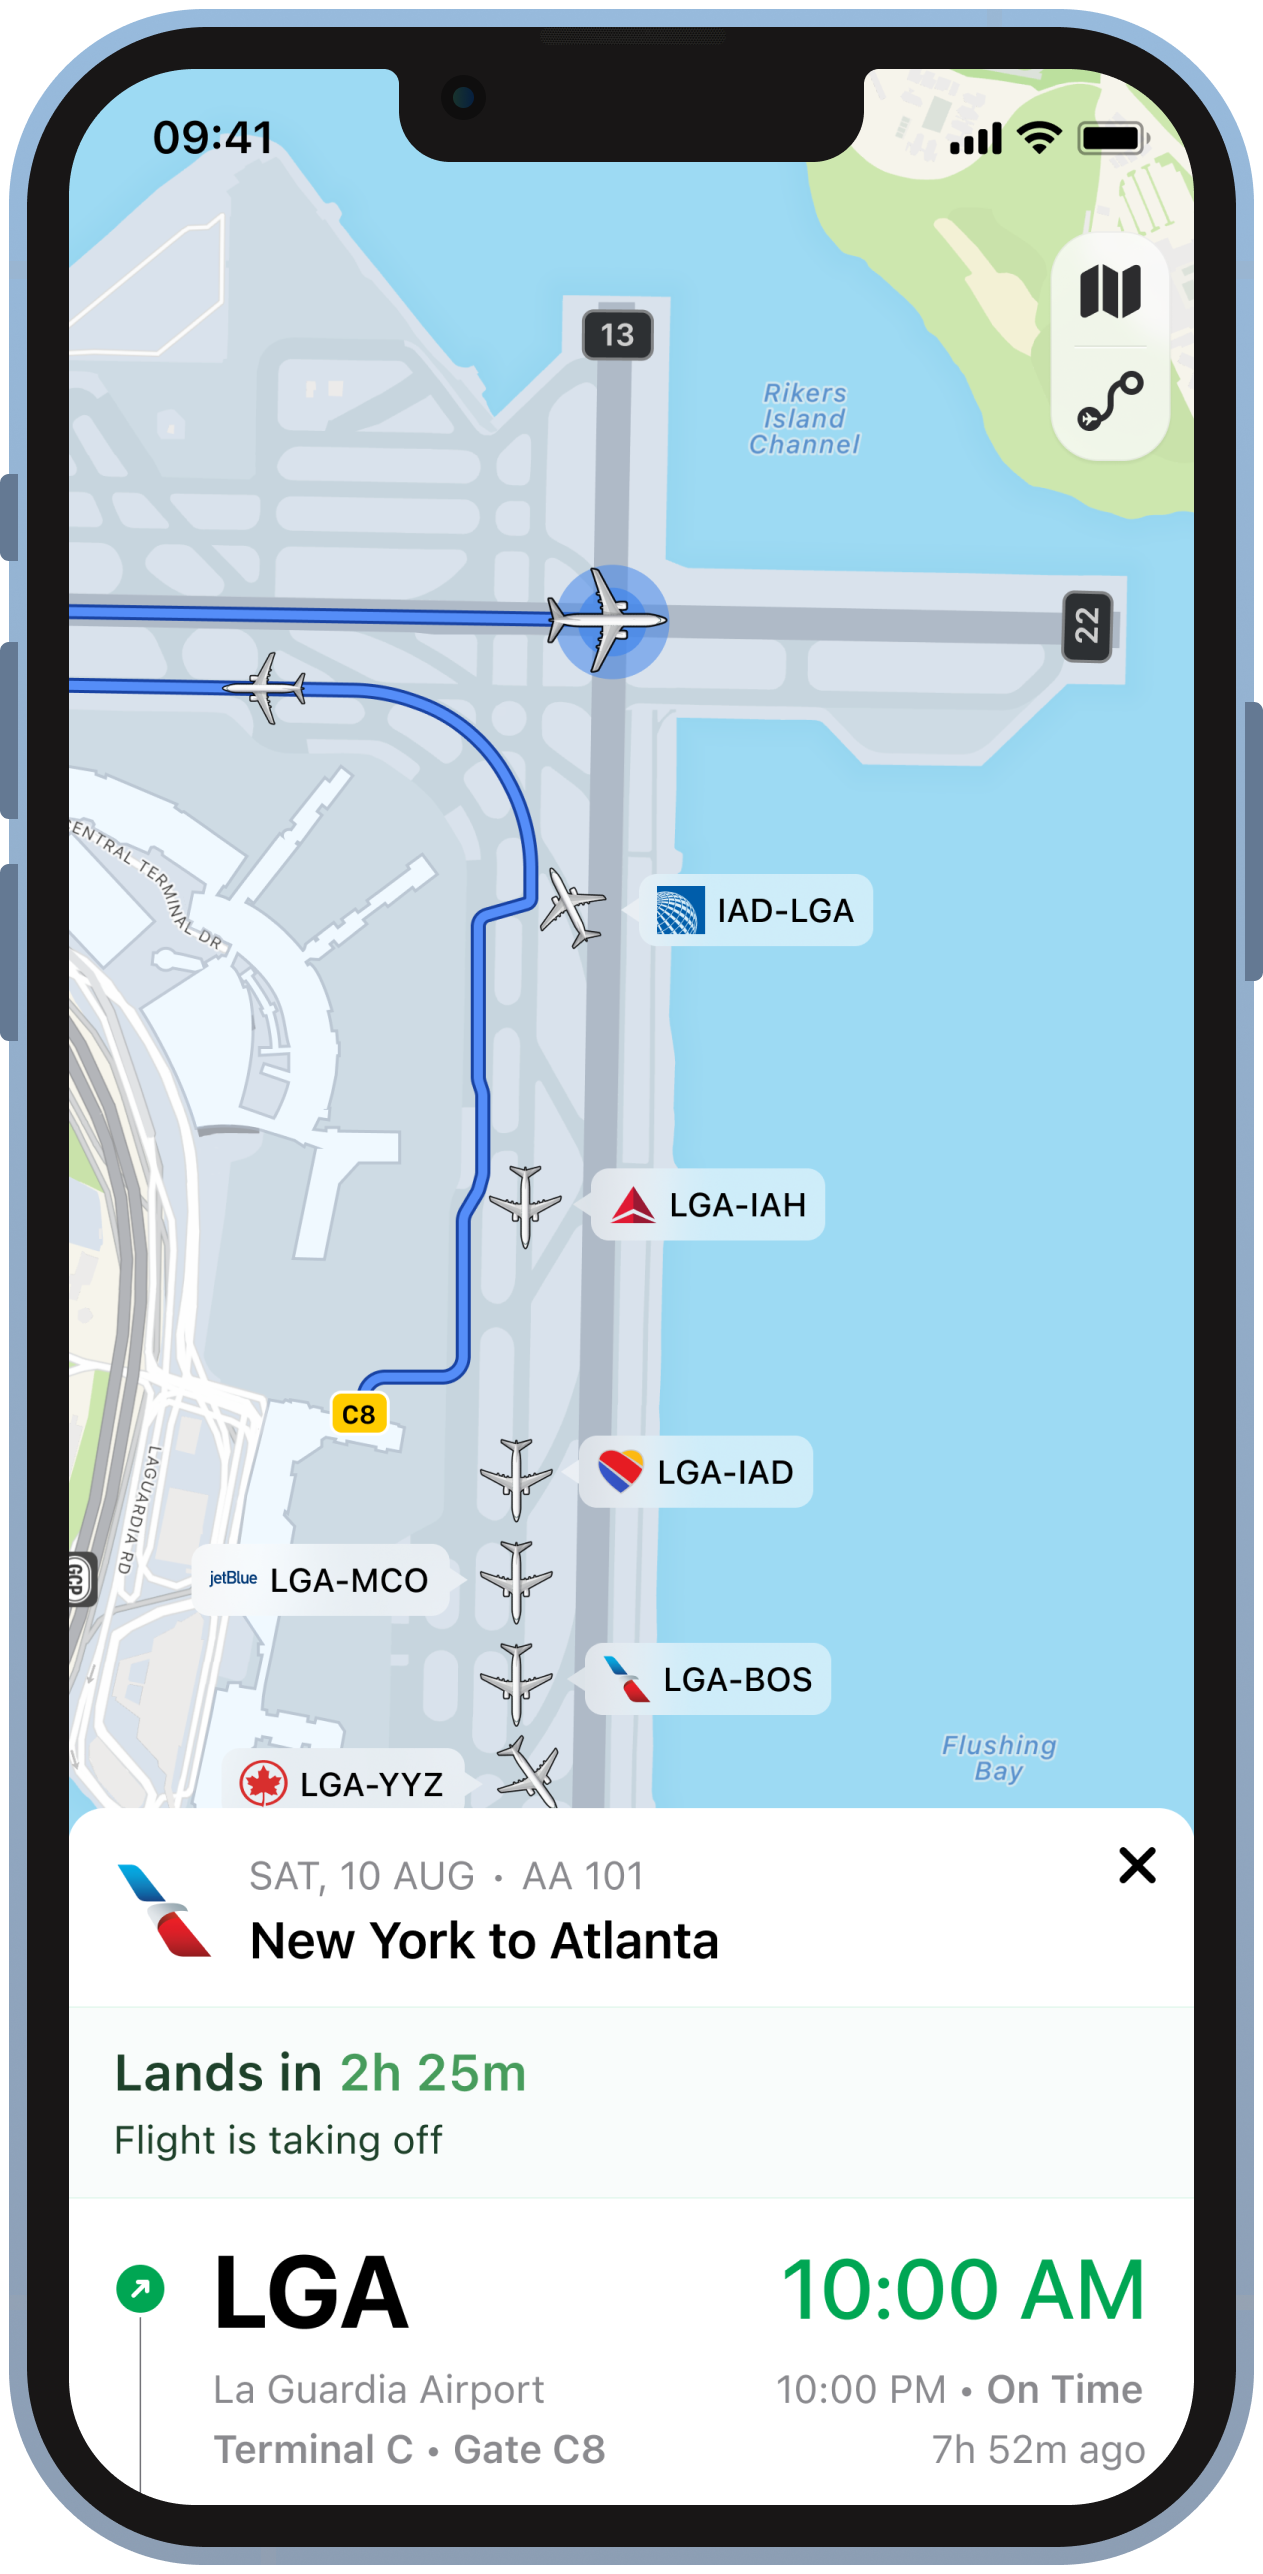 09:41
13
Rikers
Island
Channel
22
CENTRAL TERMINAL DR
IAD-LGA
LGA-IAH
C8
LGA-IAD
LAGUARDIA RD
GCP
jetBlue LGA-MCO
LGA-BOS
Flushing
Bay
LGA-YYZ
SAT, 10 AUG • AA 101
New York to Atlanta
Lands in 2h 25m
Flight is taking off
LGA 10:00 AM
La Guardia Airport 10:00 PM • On Time
Terminal C • Gate C8 7h 52m ago